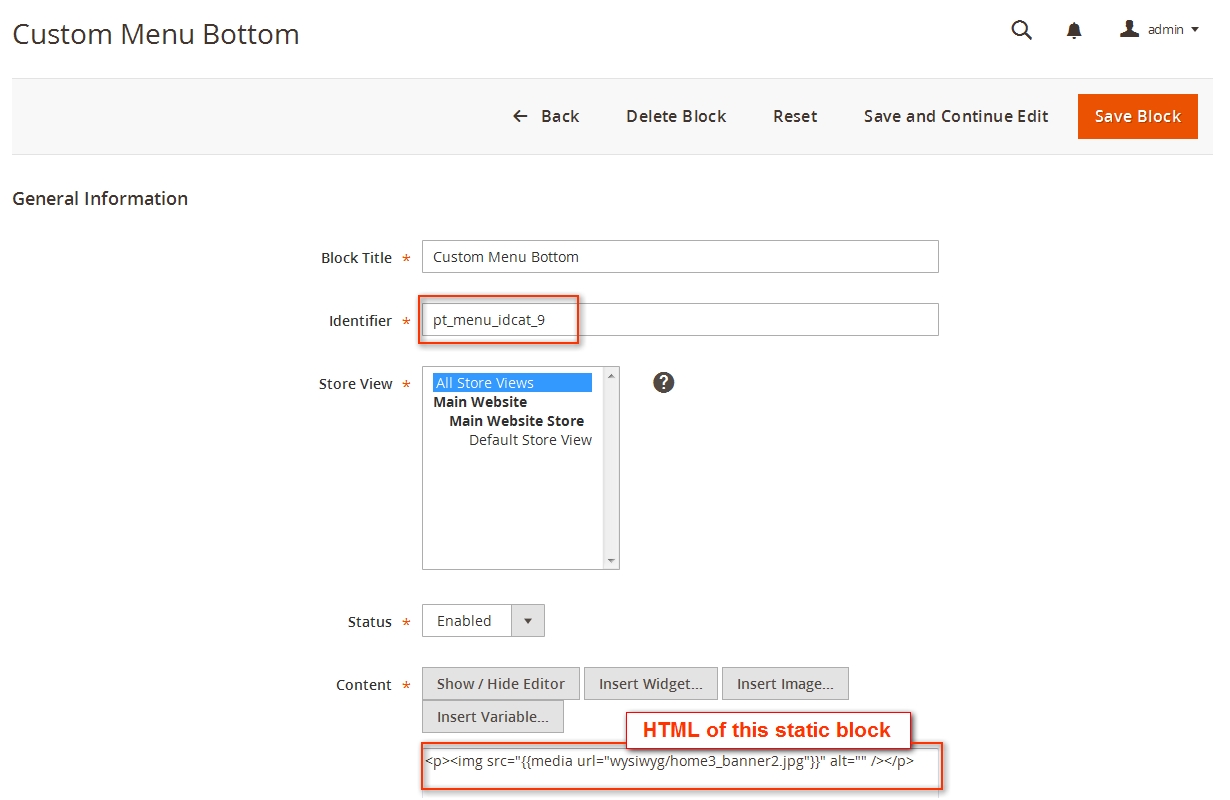 Custom Menu Bottom
admin
Back Delete Block Reset Save and Continue Edit Save Block
General Information
Block Title * Custom Menu Bottom
Identifier * pt_menu_idcat_9
Store View * All Store Views ?
Main Website
Main Website Store
Default Store View
Status * Enabled
Content * Show / Hide Editor Insert Widget... Insert Image...
Insert Variable...
HTML of this static block
<p><img src="{{media url="wysiwyg/home3_banner2.jpg"}}" alt="" /></p>